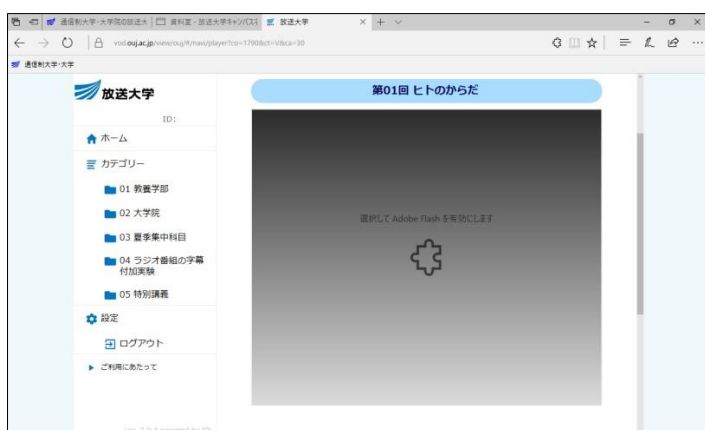 通信制大学・大学院の放送大
資料室 - 放送大学キャンパスネ
放送大学
vod.ouj.ac.jp/view/ouj/#/navi/player?co=1790&ct=V&ca=30
通信制大学・大学
放送大学
ID:
ホーム
カテゴリー
01 教養学部
02 大学院
03 夏季集中科目
04 ラジオ番組の字幕
付加実験
05 特別講義
設定
ログアウト
ご利用にあたって
第01回 ヒトのからだ
選択して Adobe Flash を有効にします